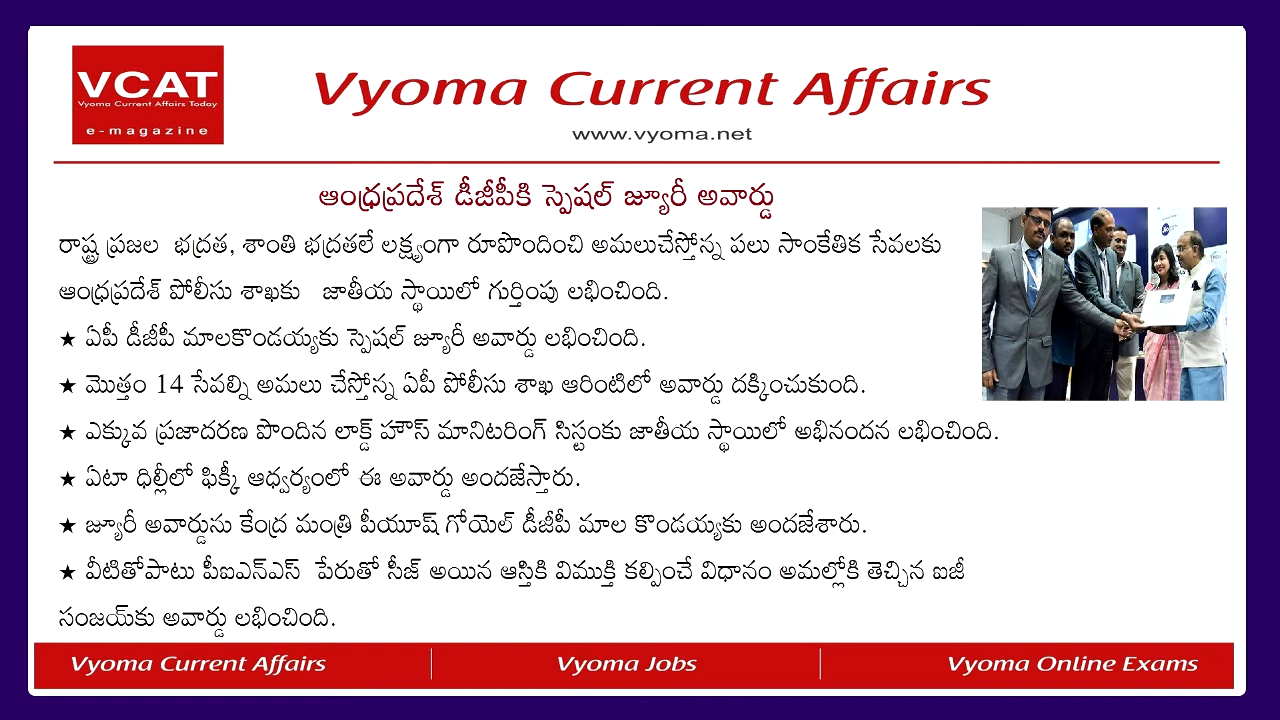 VCAT
Vyoma Current Affairs Today
e-magazine
Vyoma Current Affairs
www.vyoma.net
ఆంధ్రప్రదేశ్ డీజీపీకి స్పెషల్ జ్యూరీ అవార్డు
రాష్ట్ర ప్రజల భద్రత, శాంతి భద్రతలే లక్ష్యంగా రూపొందించి అమలుచేస్తోన్న పలు సాంకేతిక సేవలకు
ఆంధ్రప్రదేశ్ పోలీసు శాఖకు జాతీయ స్థాయిలో గుర్తింపు లభించింది.
★ ఏపీ డీజీపీ మాలకొండయ్యకు స్పెషల్ జ్యూరీ అవార్డు లభించింది.
★ మొత్తం 14 సేవల్ని అమలు చేస్తోన్న ఏపీ పోలీసు శాఖ ఆరింటిలో అవార్డు దక్కించుకుంది.
★ ఎక్కువ ప్రజాదరణ పొందిన లాక్డ్ హౌస్ మానిటరింగ్ సిస్టంకు జాతీయ స్థాయిలో అభినందన లభించింది.
★ ఏటా ధిల్లీలో ఫిక్కీ ఆధ్వర్యంలో ఈ అవార్డు అందజేస్తారు.
★ జ్యూరీ అవార్డును కేంద్ర మంత్రి పీయూష్ గోయెల్ డీజీపీ మాల కొండయ్యకు అందజేశారు.
★ వీటితోపాటు పీఐఎన్ఎస్ పేరుతో సీజ్ అయిన ఆస్తికి విముక్తి కల్పించే విధానం అమల్లోకి తెచ్చిన ఐజీ
సంజయ్‌కు అవార్డు లభించింది.
Vyoma Current Affairs
Vyoma Jobs
Vyoma Online Exams